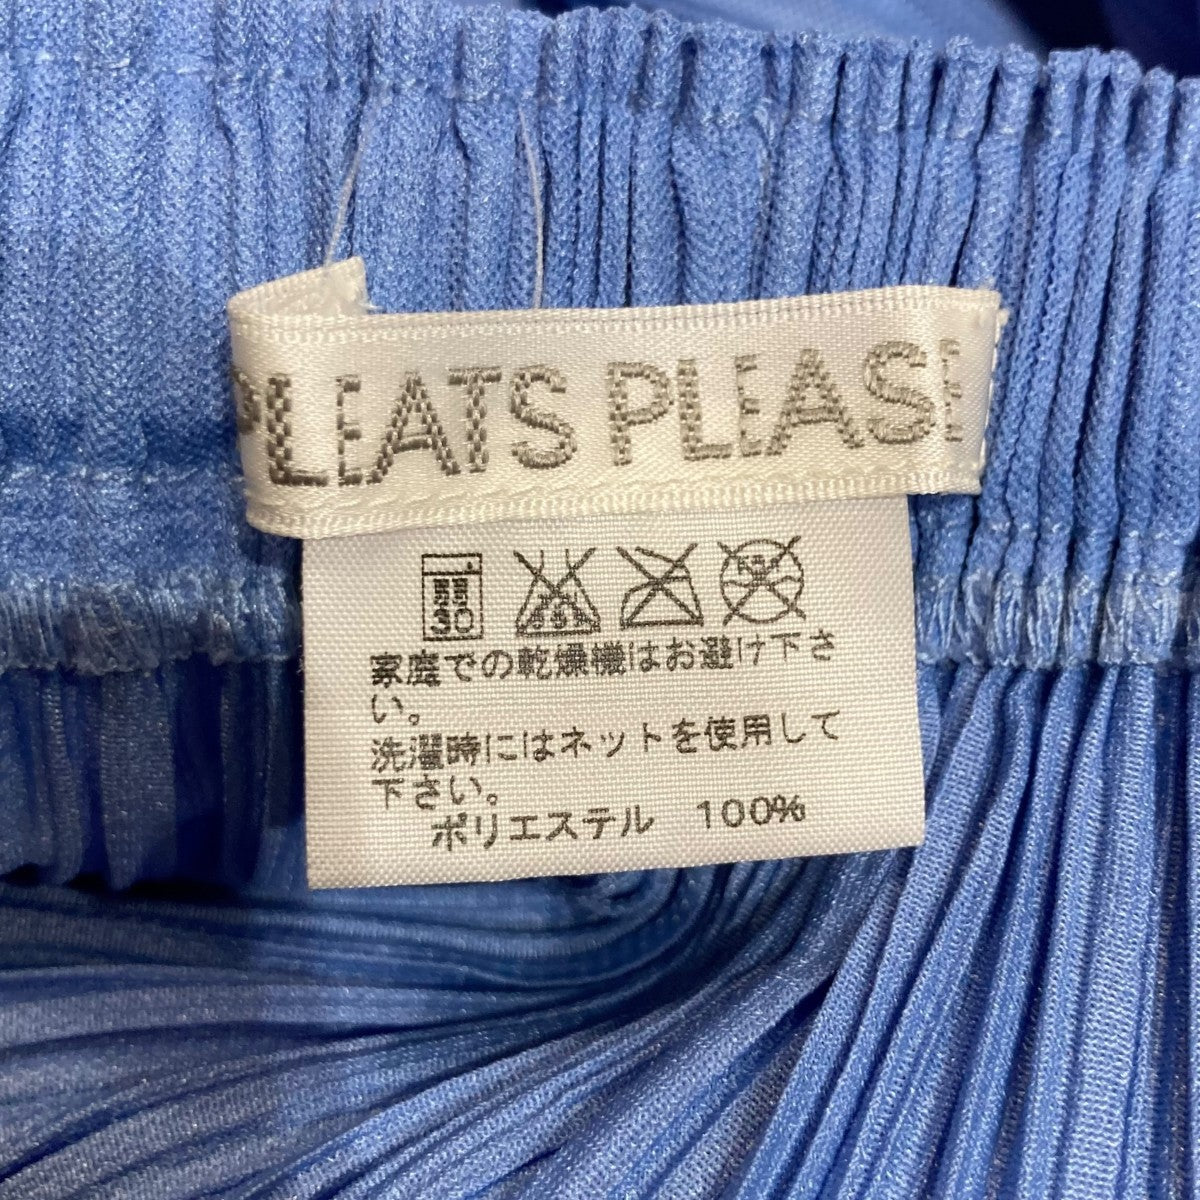 PLEATS PLEASE
30
家庭での乾燥機はお避け下さ
い。
洗濯時にはネットを使用して
下さい。
ポリエステル 100%